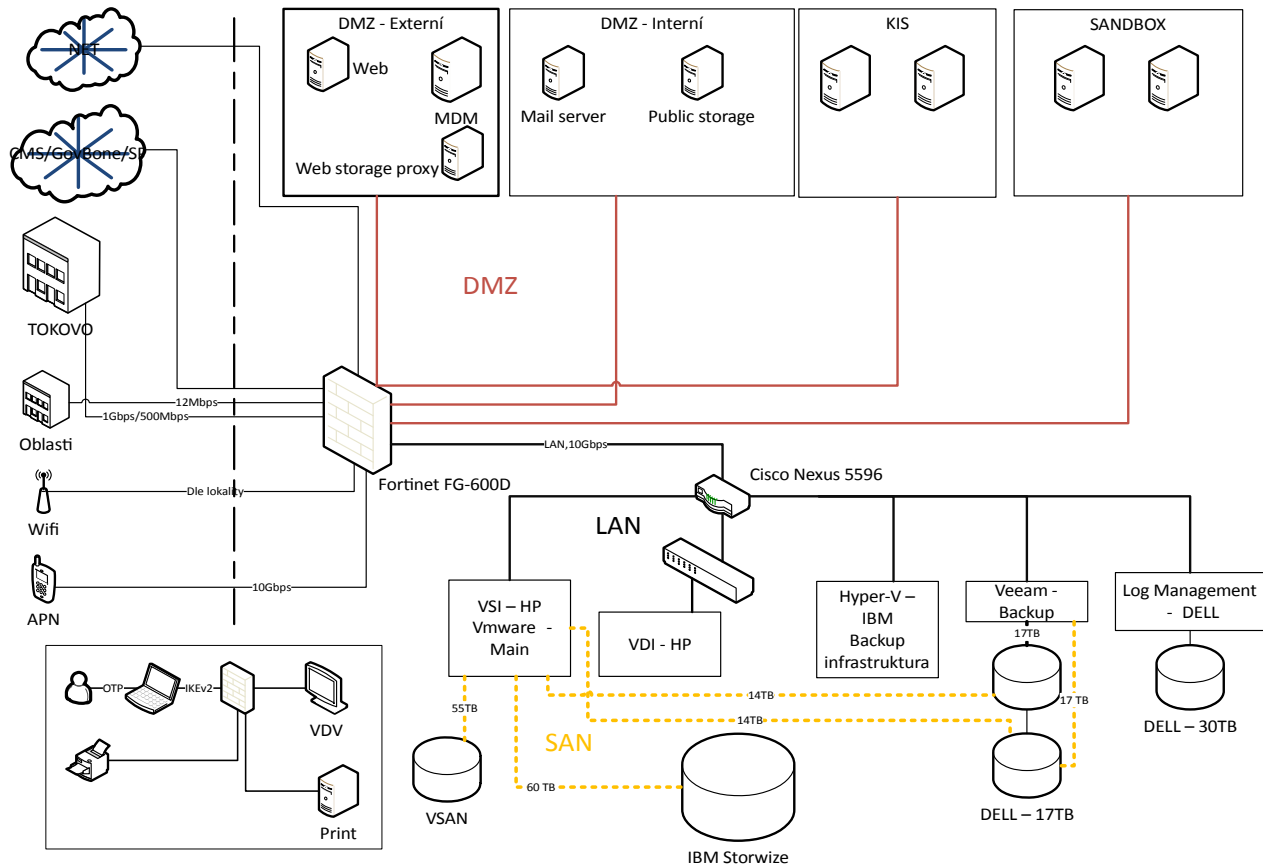 NET
CMS/GovBone/SP
TOKOVO
Oblasti
Wifi
APN
DMZ - Externí
Web
MDM
Web storage proxy
DMZ - Interní
Mail server
Public storage
KIS
SANDBOX
DMZ
12Mbps
1Gbps/500Mbps
Dle lokality
10Gbps
Fortinet FG-600D
LAN,10Gbps
Cisco Nexus 5596
LAN
VSI – HP
Vmware -
Main
VDI - HP
Hyper-V –
IBM
Backup
infrastruktura
Veeam -
Backup
Log Management
- DELL
17TB
14TB
17 TB
14TB
55TB
SAN
60 TB
VSAN
IBM Storwize
DELL – 17TB
DELL – 30TB
OTP
IKEv2
VDV
Print